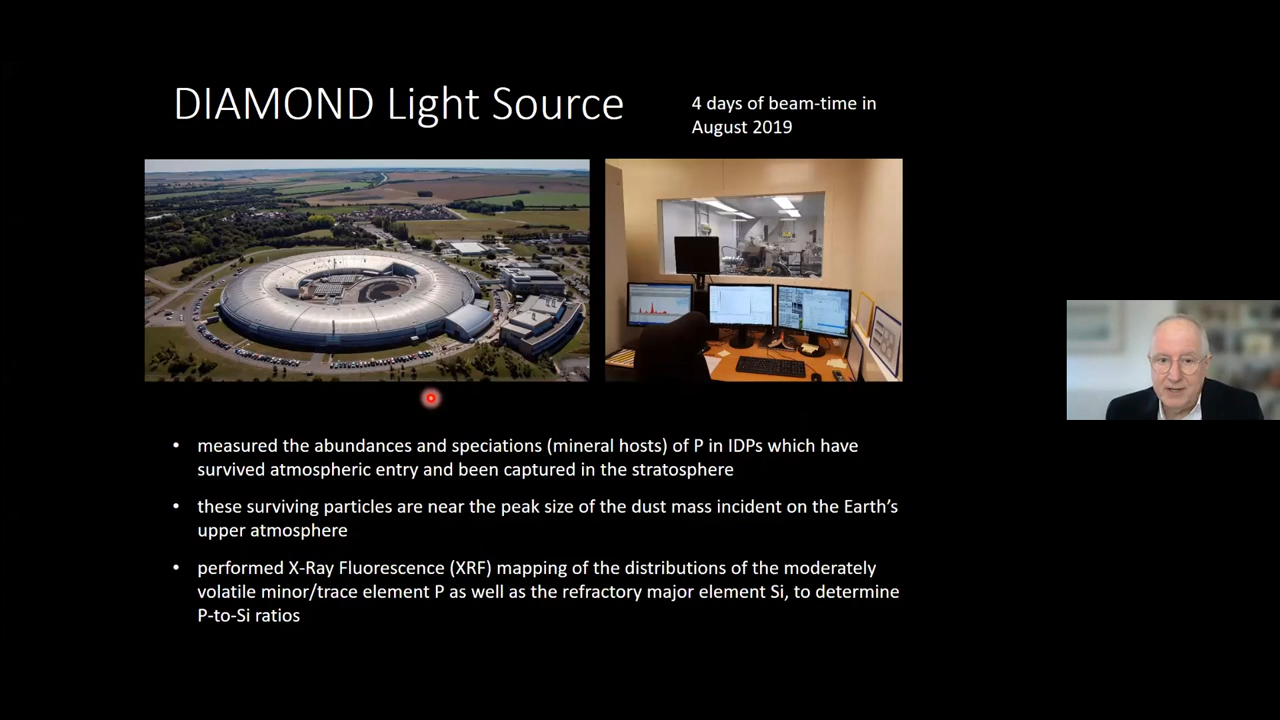 DIAMOND Light Source
4 days of beam-time in
August 2019
• measured the abundances and speciations (mineral hosts) of P in IDPs which have
survived atmospheric entry and been captured in the stratosphere
• these surviving particles are near the peak size of the dust mass incident on the Earth’s
upper atmosphere
• performed X-Ray Fluorescence (XRF) mapping of the distributions of the moderately
volatile minor/trace element P as well as the refractory major element Si, to determine
P-to-Si ratios